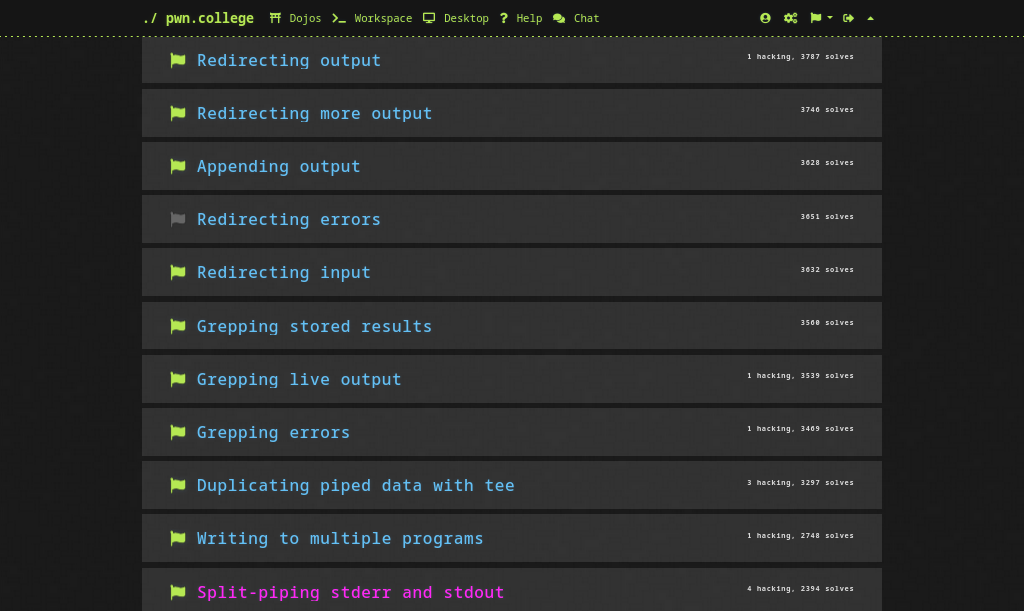 ./ pwn.college Dojos Workspace Desktop Help Chat
Redirecting output 1 hacking, 3787 solves
Redirecting more output 3746 solves
Appending output 3628 solves
Redirecting errors 3651 solves
Redirecting input 3632 solves
Grepping stored results 3560 solves
Grepping live output 1 hacking, 3539 solves
Grepping errors 1 hacking, 3469 solves
Duplicating piped data with tee 3 hacking, 3297 solves
Writing to multiple programs 1 hacking, 2748 solves
Split-piping stderr and stdout 4 hacking, 2394 solves